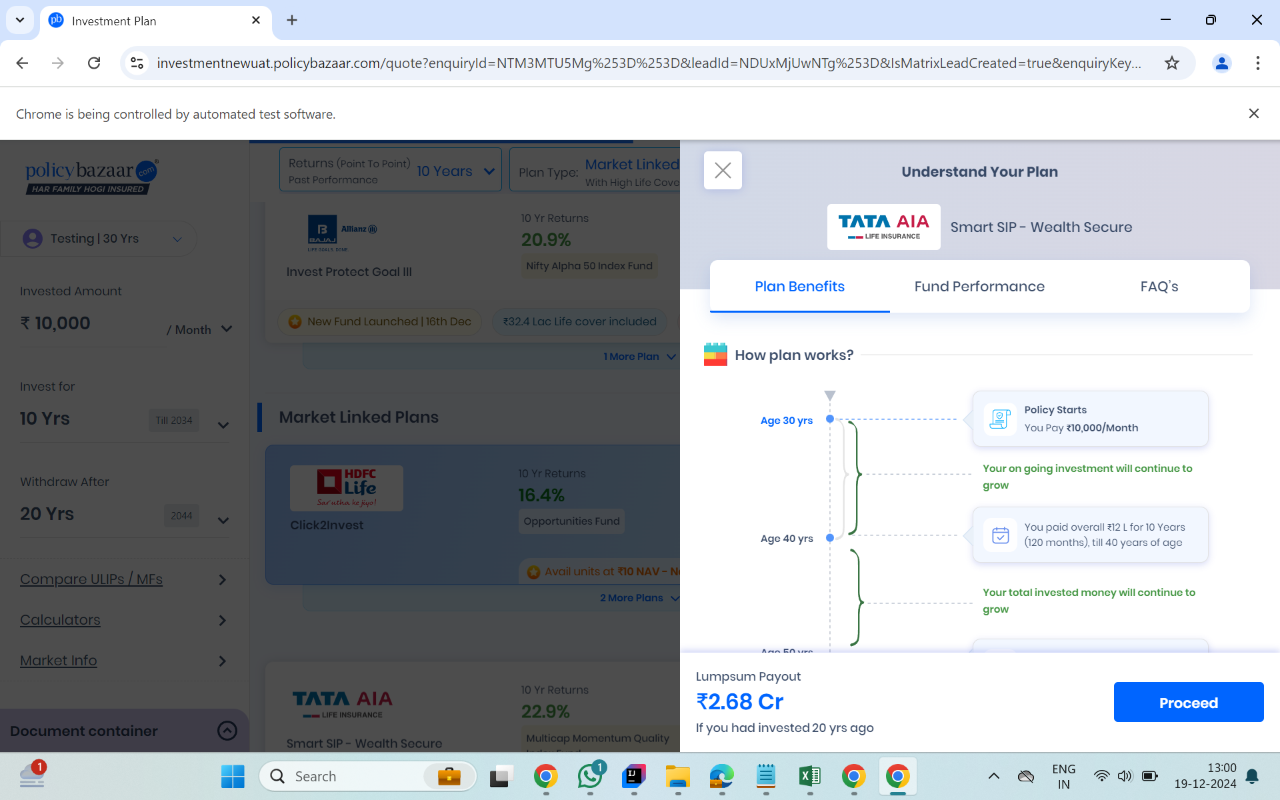 Investment Plan
investmentnewuat.policybazaar.com/quote?enquiryId=NTM3MTU5Mg%253D%253D&leadId=NDUxMjUwNTg%253D&IsMatrixLeadCreated=true&enquiryKey...
Chrome is being controlled by automated test software.
policybazaar.com
HAR FAMILY HOGI INSURED
Testing | 30 Yrs
Invested Amount
₹ 10,000
/ Month
Invest for
10 Yrs
Till 2034
Withdraw After
20 Yrs
2044
Compare ULIPs / MFs
Calculators
Market Info
Document container
Returns (Point To Point)
Past Performance
10 Years
Plan Type:
Market Linked
With High Life Cove
BAJAJ Allianz
Invest Protect Goal III
10 Yr Returns
20.9%
Nifty Alpha 50 Index Fund
New Fund Launched | 16th Dec
₹32.4 Lac Life cover included
1 More Plan
Market Linked Plans
HDFC
Life
Sar utha ke jiyo!
Click2Invest
10 Yr Returns
16.4%
Opportunities Fund
Avail units at ₹10 NAV - N
2 More Plans
TATA AIA
LIFE INSURANCE
Smart SIP - Wealth Secure
10 Yr Returns
22.9%
Multicap Momentum Quality
Index Fund
Understand Your Plan
TATA AIA
LIFE INSURANCE
Smart SIP - Wealth Secure
Plan Benefits
Fund Performance
FAQ's
How plan works?
Age 30 yrs
Policy Starts
You Pay ₹10,000/Month
Your on going investment will continue to
grow
Age 40 yrs
You paid overall ₹12 L for 10 Years
(120 months), till 40 years of age
Your total invested money will continue to
grow
Age 50 yrs
Lumpsum Payout
₹2.68 Cr
If you had invested 20 yrs ago
Proceed
1
Search
1
ENG
IN
13:00
19-12-2024